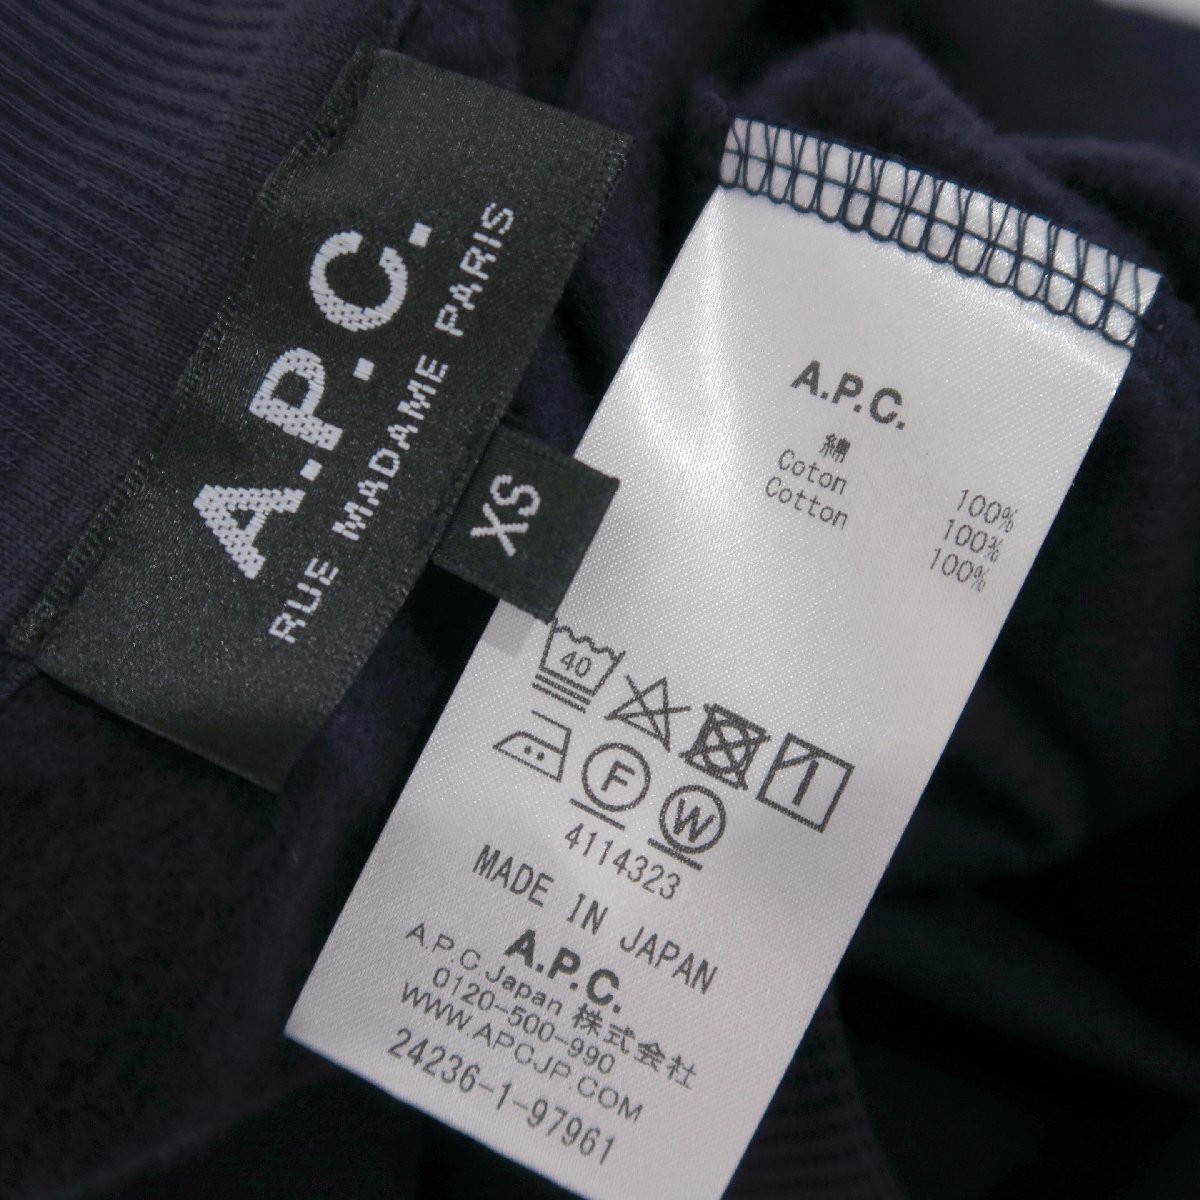 A.P.C.
RUE MADAME PARIS
XS
A.P.C.
綿 100%
Coton 100%
Cotton 100%
40
F W
4114323
MADE IN JAPAN
A.P.C.
A.P.C.Japan 株式会社
0120-500-990
WWW.APCJP.COM
24236-1-97961